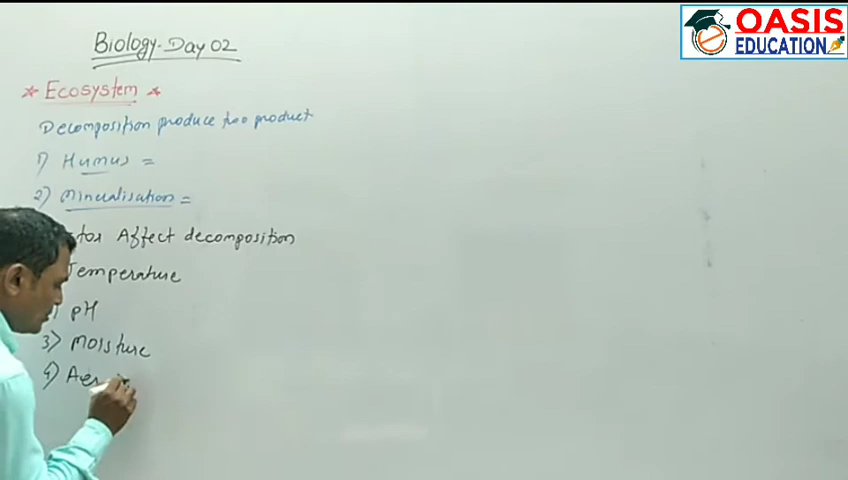 OASIS
EDUCATION
Biology-Day 02
* Ecosystem *
Decomposition produce two product
1) Humus =
2) Mineralisation =
Affect decomposition
Temperature
pH
3) Moisture
4)